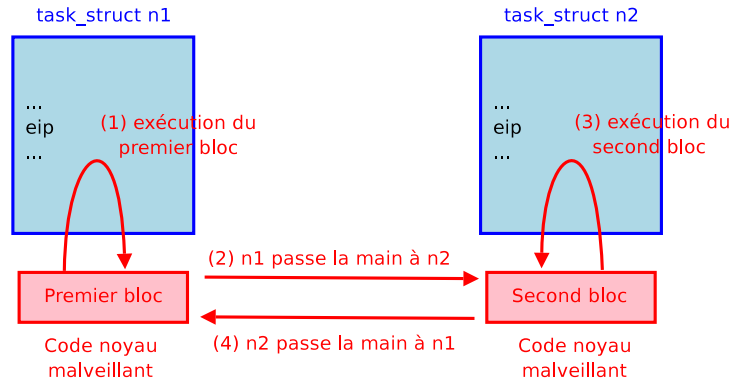 task_struct n1
task_struct n2
...
eip
...
(1) exécution du
premier bloc
...
eip
...
(3) exécution du
second bloc
(2) n1 passe la main à n2
Premier bloc
Second bloc
(4) n2 passe la main à n1
Code noyau
malveillant
Code noyau
malveillant